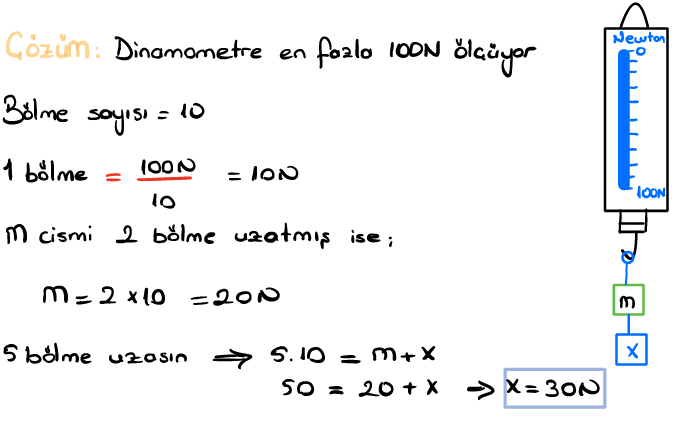 Çözüm: Dinamometre en fazla 100N ölçüyor
Bölme sayısı = 10
1 bölme = 100N / 10 = 10N
m cismi 2 bölme uzatmış ise;
m = 2 x 10 = 20N
5 bölme uzasın ⇒ 5.10 = m + x
50 = 20 + x → x = 30N
Newton
0
100N
m
x